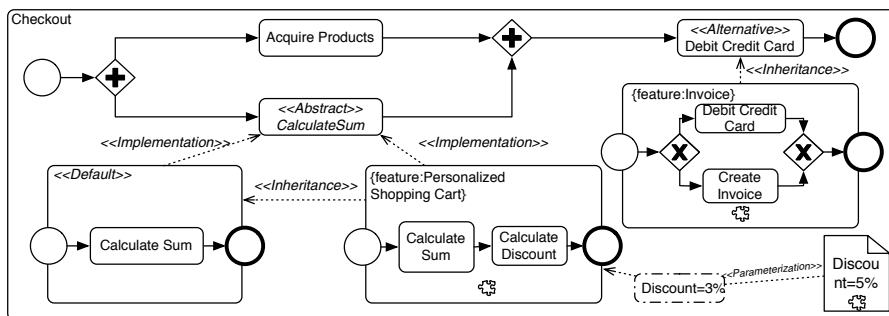 Checkout
Acquire Products
<<Alternative>>
Debit Credit Card
<<Abstract>>
CalculateSum
<<Inheritance>>
{feature:Invoice}
Debit Credit
Card
Create
Invoice
<<Implementation>>
<<Implementation>>
<<Default>>
<<Inheritance>>
{feature:Personalized
Shopping Cart}
Calculate Sum
Calculate
Sum
Calculate
Discount
Discount=3%
<Parameterization>>
Discou
nt=5%